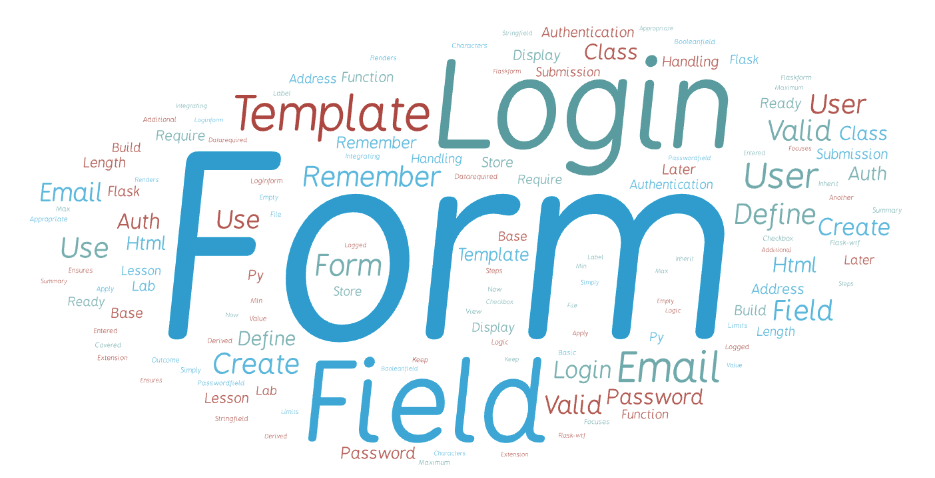 Stringfield
Authentication
Appropriate
Characters
Class
Booleanfield
Renders
Display
Handling
Flask
Flaskform
Submission
Address
Function
Login
Flaskform
Maximum
Label
Template
Integrating
Ready
User
Additional
Loginform
Valid
Class
Require
Datarequired
Remember
Focuses
Build
Integrating
Handling
Store
Passwordfield
Entered
Submission
Length
Form
Remember
Datarequired
Require
Later
User
Auth
Renders
Loginform
Authentication
Inherit
Email
Flask
Empty
Another
Max
Use
File
Define
Summary
Appropriate
Auth
Create
Use
Html
Logged
Base
Checkbox
Flask-wtf
Additional
Template
Label
Inherit
Html
Later
Ensures
Lesson
Py
Form
Steps
Min
Max
Summary
Apply
Lab
Store
Now
Simply
Address
Steps
Ready
Min
Checkbox
File
Empty
Field
Base
Now
Value
View
Logic
Build
Entered
Derived
Define
Display
Apply
Py
Limits
Length
Covered
Logic
Logged
Extension
Outcome
Create
Keep
Keep
Basic
Email
Value
Simply
Field
Booleanfield
Login
Ensures
Passwordfield
Lesson
Lab
Valid
Password
Stringfield
Limits
Function
Focuses
Derived
Flask-wtf
Password
Characters
Extension
Maximum